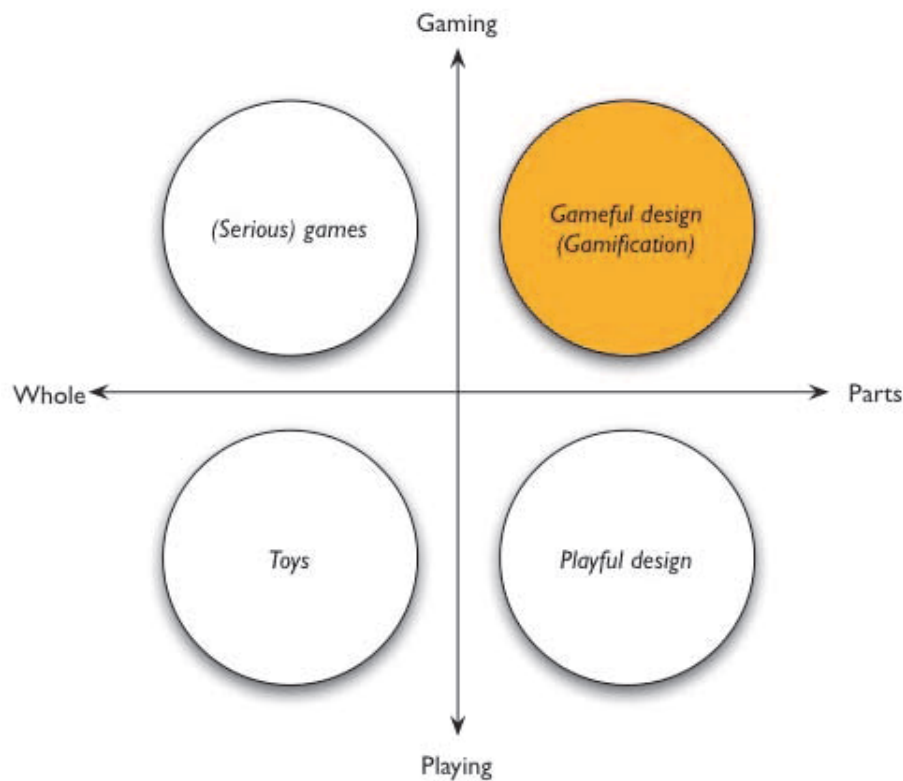 Gaming
(Serious) games
Gameful design
(Gamification)
Whole
Parts
Toys
Playful design
Playing